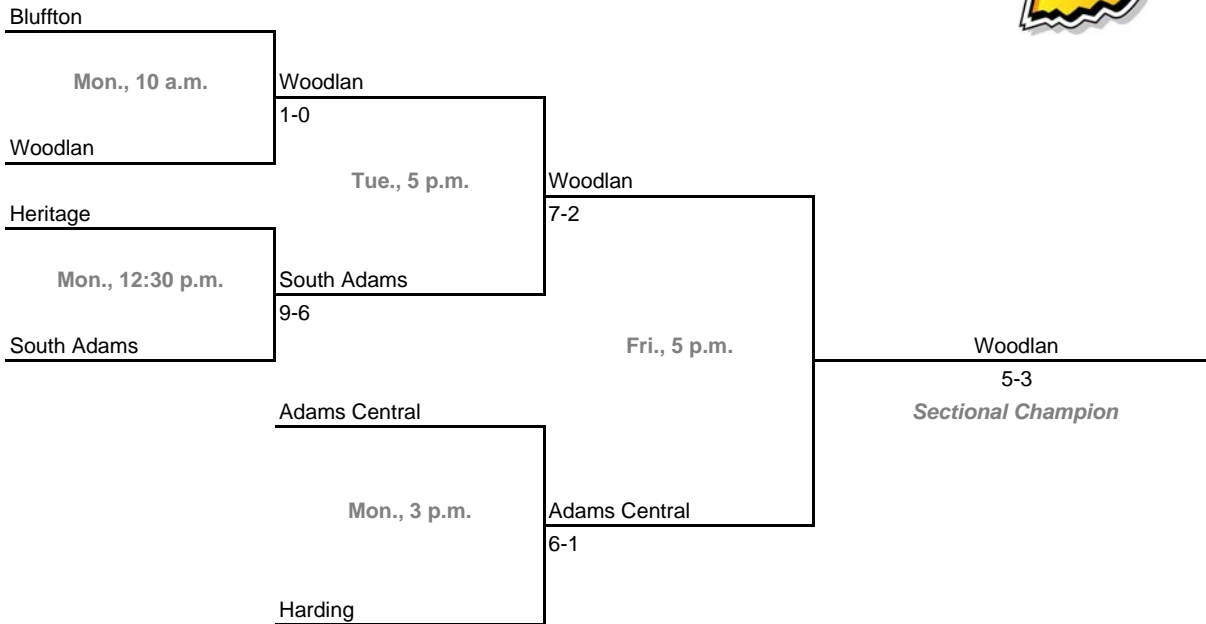 Bluffton
Mon., 10 a.m.
Woodlan
1-0
Woodlan
Tue., 5 p.m.
Woodlan
7-2
Heritage
Mon., 12:30 p.m.
South Adams
9-6
South Adams
Fri., 5 p.m.
Woodlan
5-3
Sectional Champion
Adams Central
Mon., 3 p.m.
Adams Central
6-1
Harding